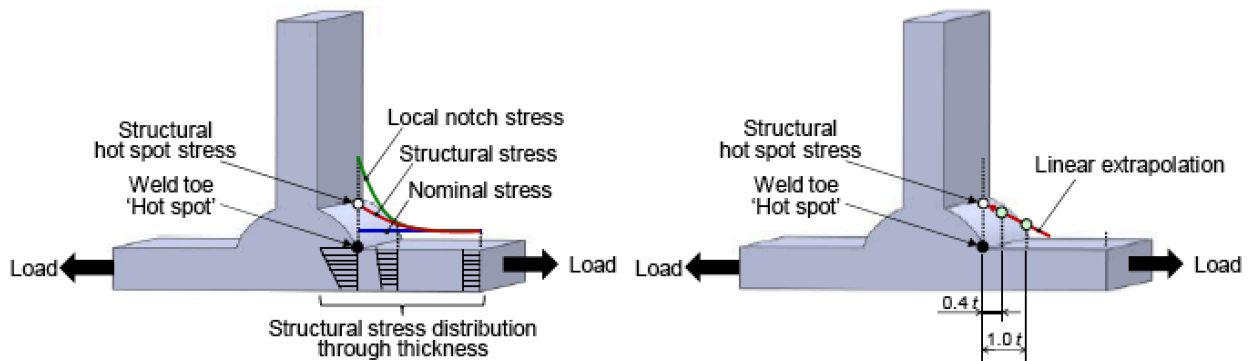 Local notch stress
Structural
hot spot stress
Structural stress
Weld toe
‘Hot spot’
Nominal stress
Load
Load
Structural stress distribution
through thickness
Structural
hot spot stress
Linear extrapolation
Weld toe
‘Hot spot’
Load
Load
0.4 t
1.0 t